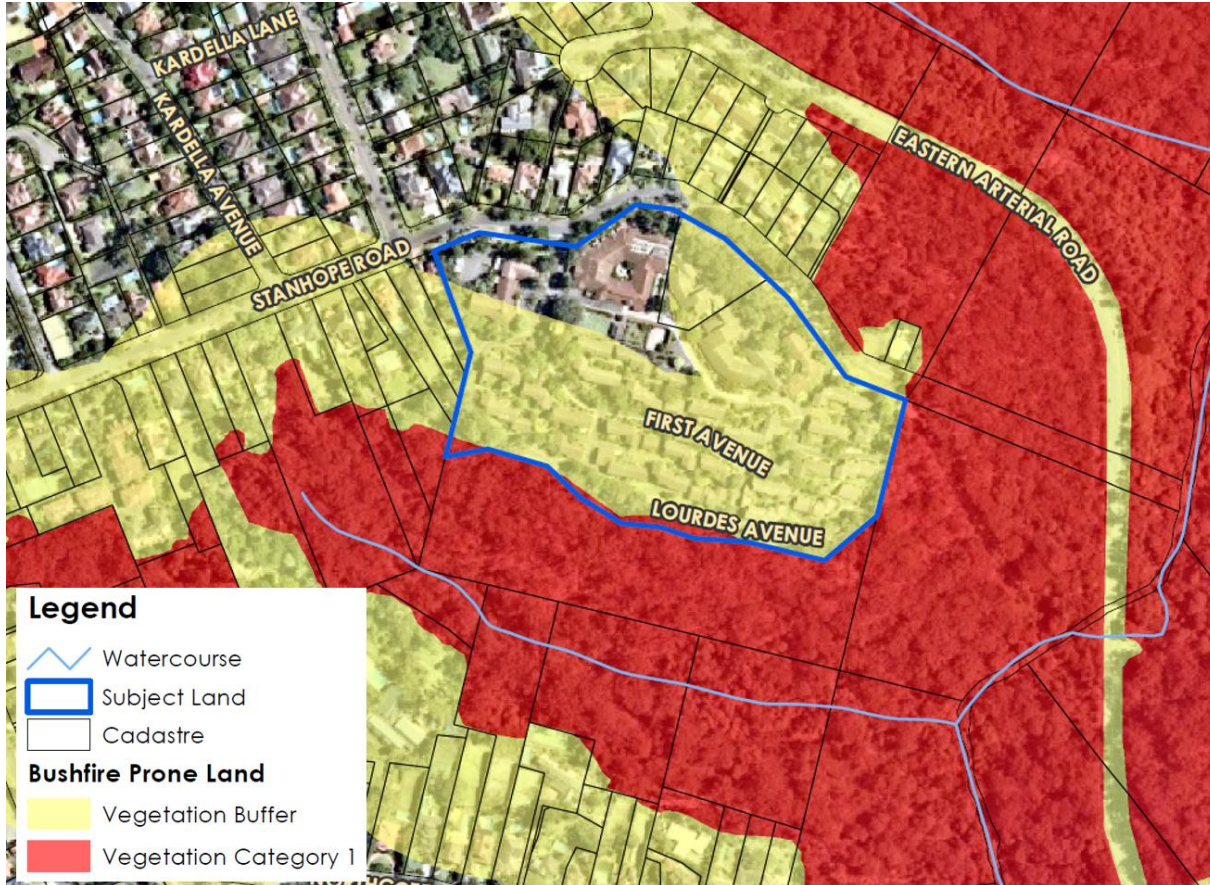 KARDELLA LANE
KARDELLA AVENUE
STANHOPE ROAD
EASTERN ARTERIAL ROAD
FIRST AVENUE
LOURDES AVENUE
Legend
Watercourse
Subject Land
Cadastre
Bushfire Prone Land
Vegetation Buffer
Vegetation Category 1